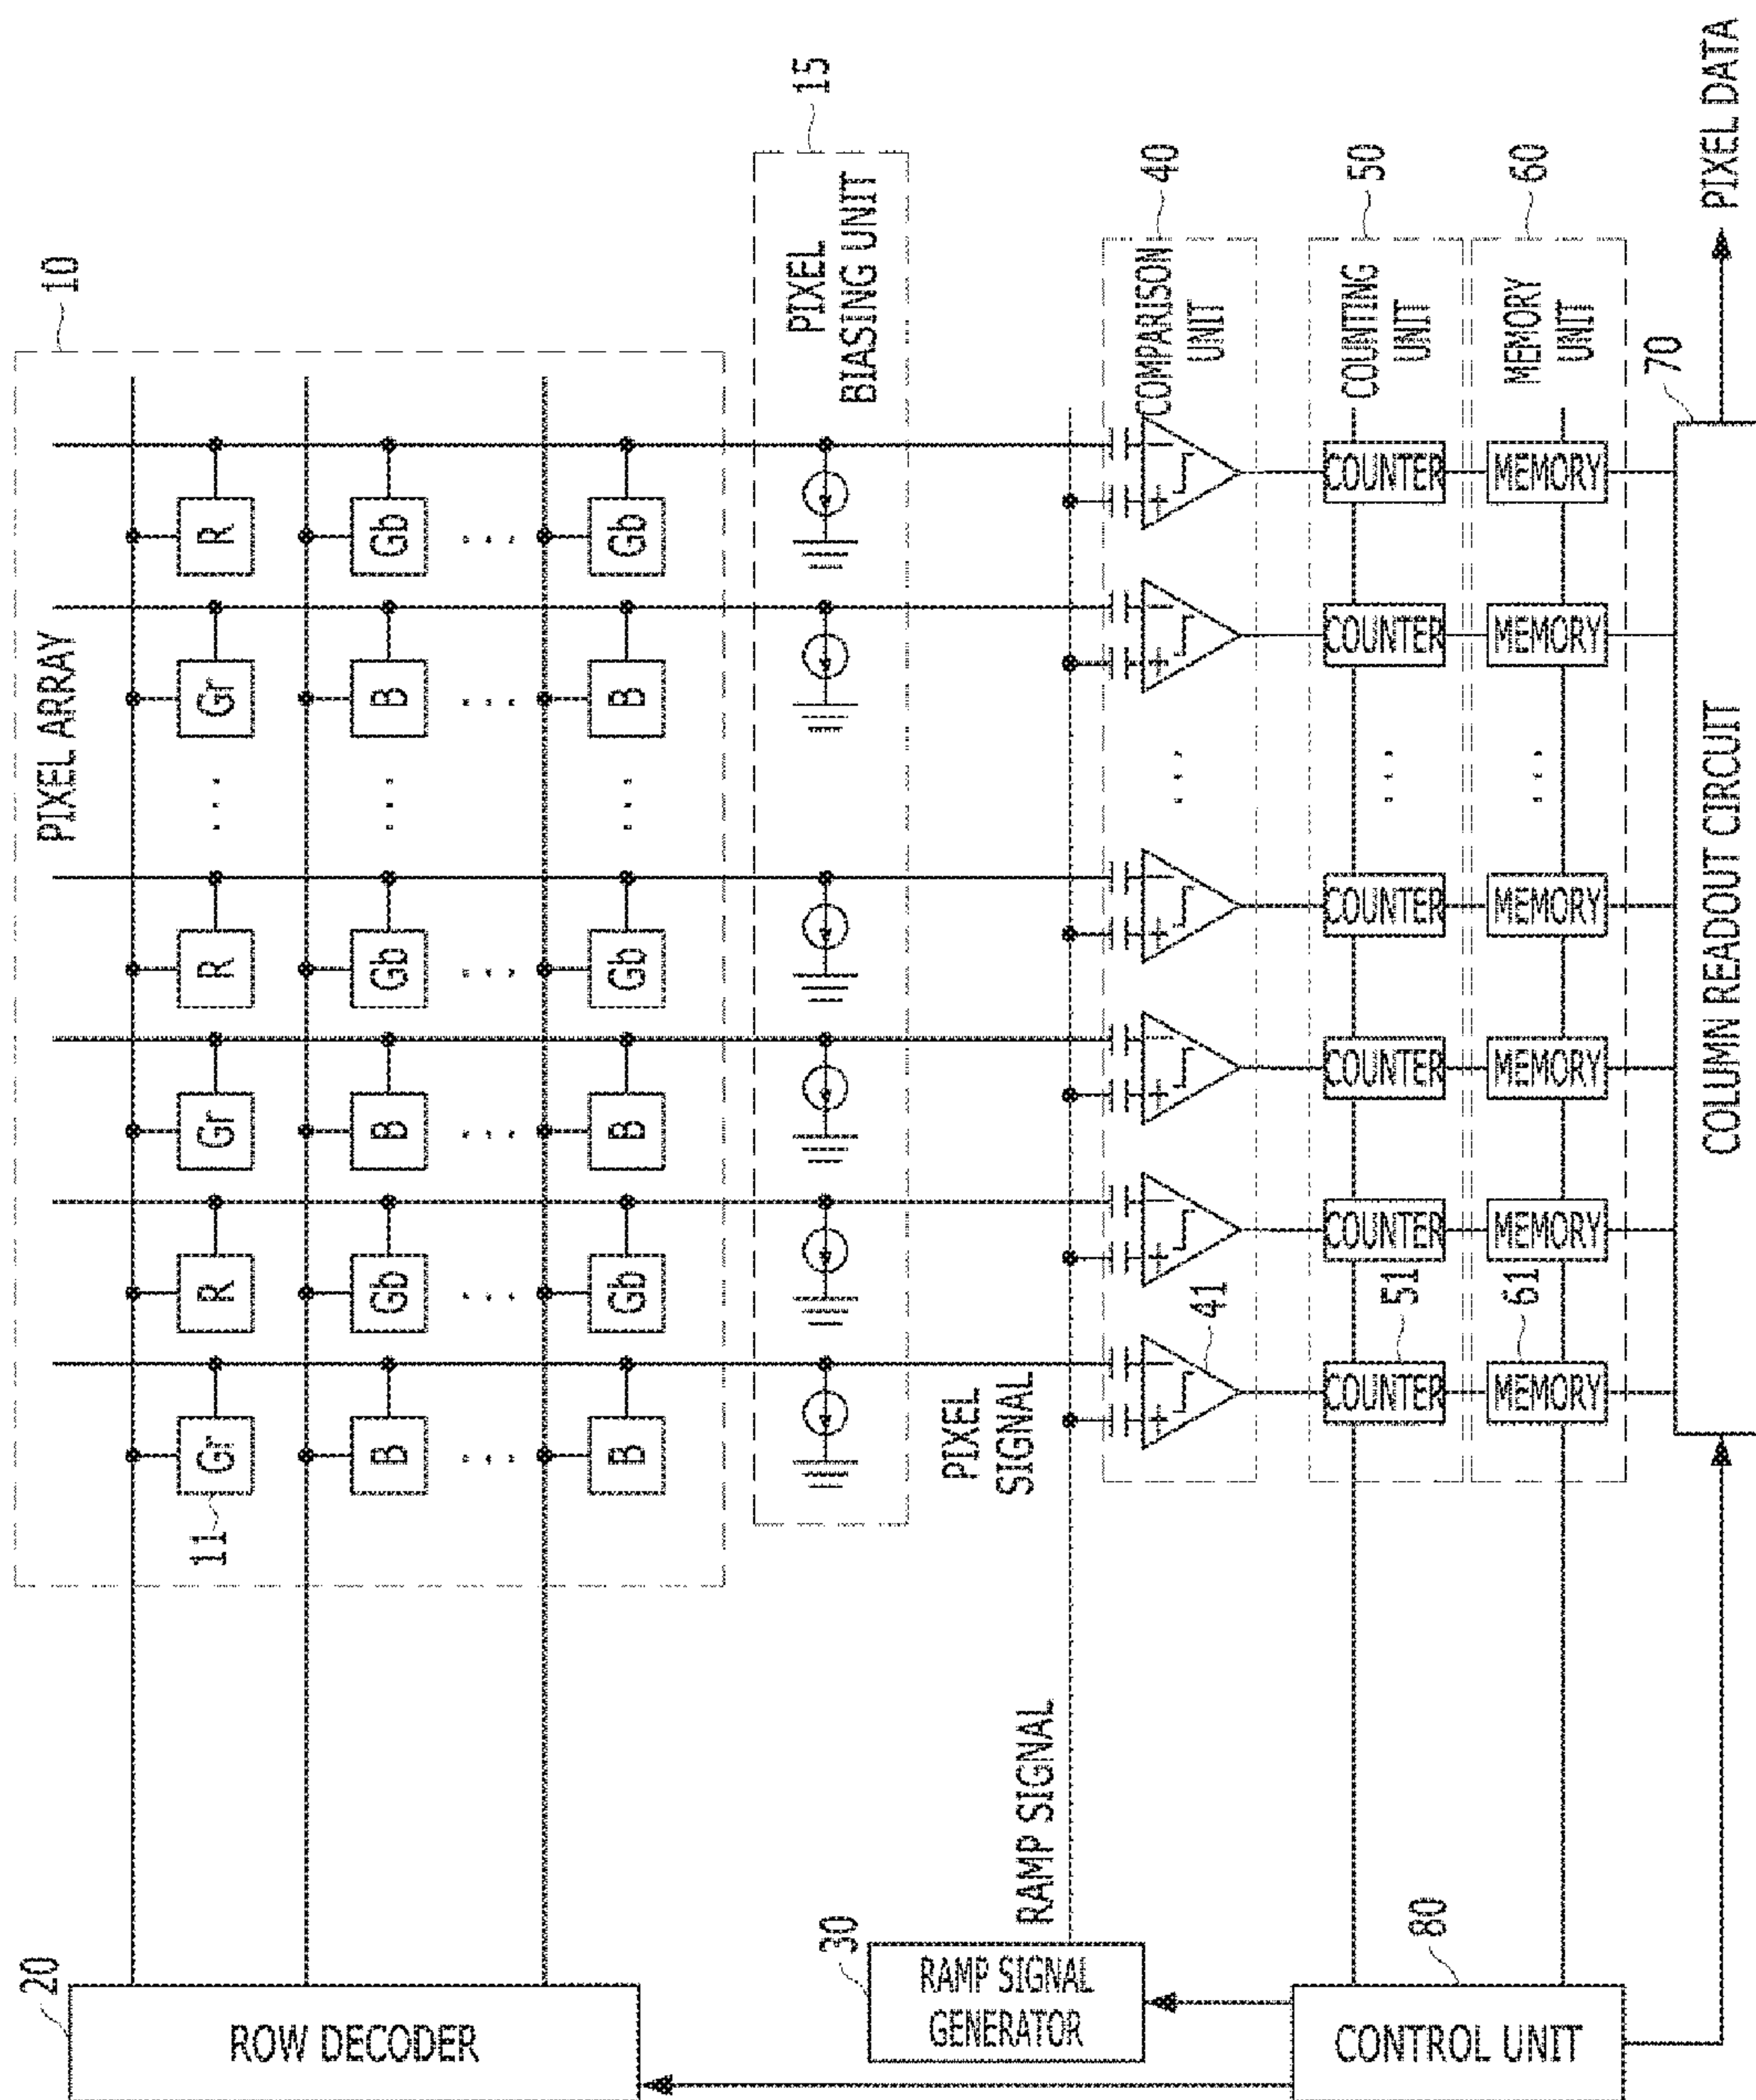 10
PIXEL ARRAY
20
ROW DECODER
11
Gr
R
Gr
R
Gr
R
B
Gb
B
Gb
B
Gb
B
Gb
B
Gb
B
Gb
15
PIXEL
BIASING UNIT
PIXEL
SIGNAL
30
RAMP SIGNAL
GENERATOR
RAMP SIGNAL
40
COMPARISON
UNIT
41
+
−
+
−
+
−
+
−
+
−
+
−
50
COUNTING
UNIT
51
COUNTER
COUNTER
COUNTER
COUNTER
COUNTER
COUNTER
60
MEMORY
UNIT
61
MEMORY
MEMORY
MEMORY
MEMORY
MEMORY
MEMORY
80
CONTROL UNIT
70
COLUMN READOUT CIRCUIT
PIXEL DATA